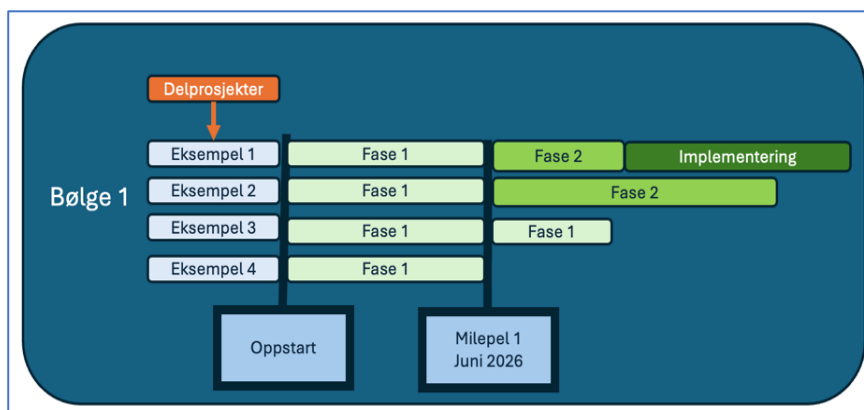 Delprosjekter
Bølge 1
Eksempel 1 Fase 1 Fase 2 Implementering
Eksempel 2 Fase 1 Fase 2
Eksempel 3 Fase 1 Fase 1
Eksempel 4 Fase 1
Oppstart
Milepel 1
Juni 2026